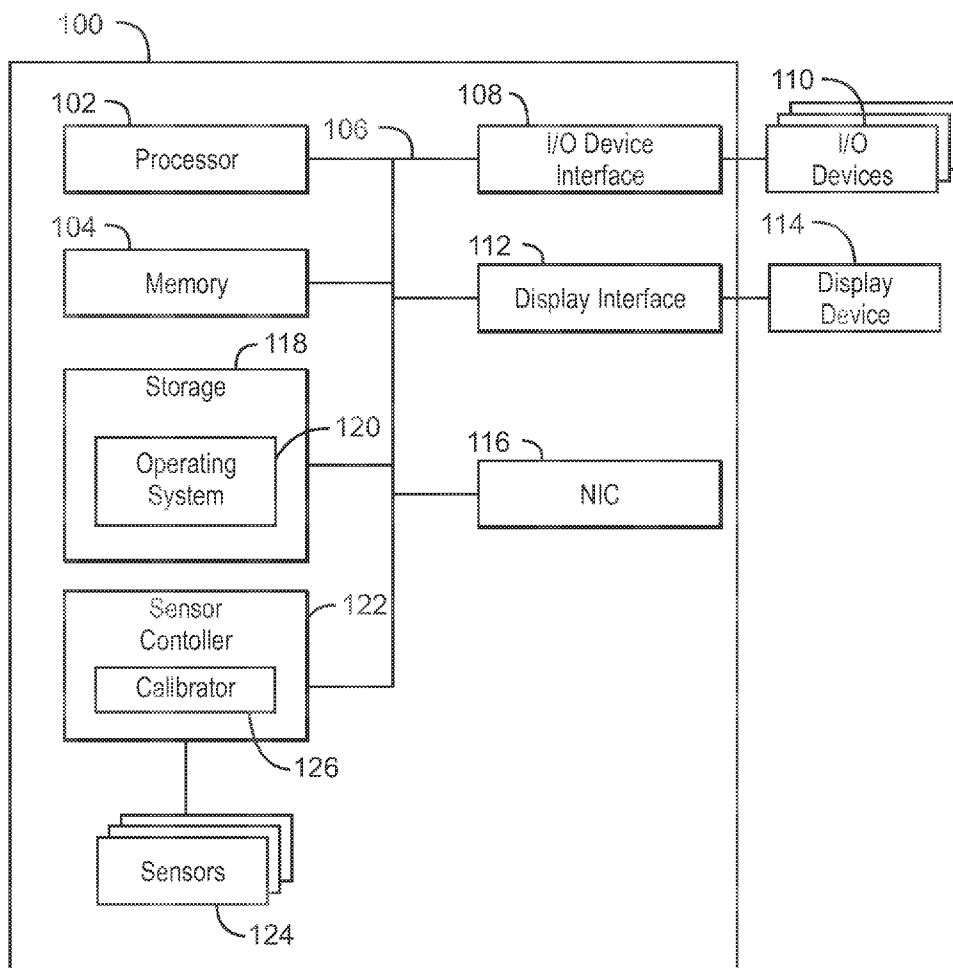 100
102
Processor
106
108
I/O Device
Interface
110
I/O
Devices
104
Memory
112
Display Interface
114
Display
Device
118
Storage
120
Operating
System
116
NIC
122
Sensor
Contoller
Calibrator
126
Sensors
124